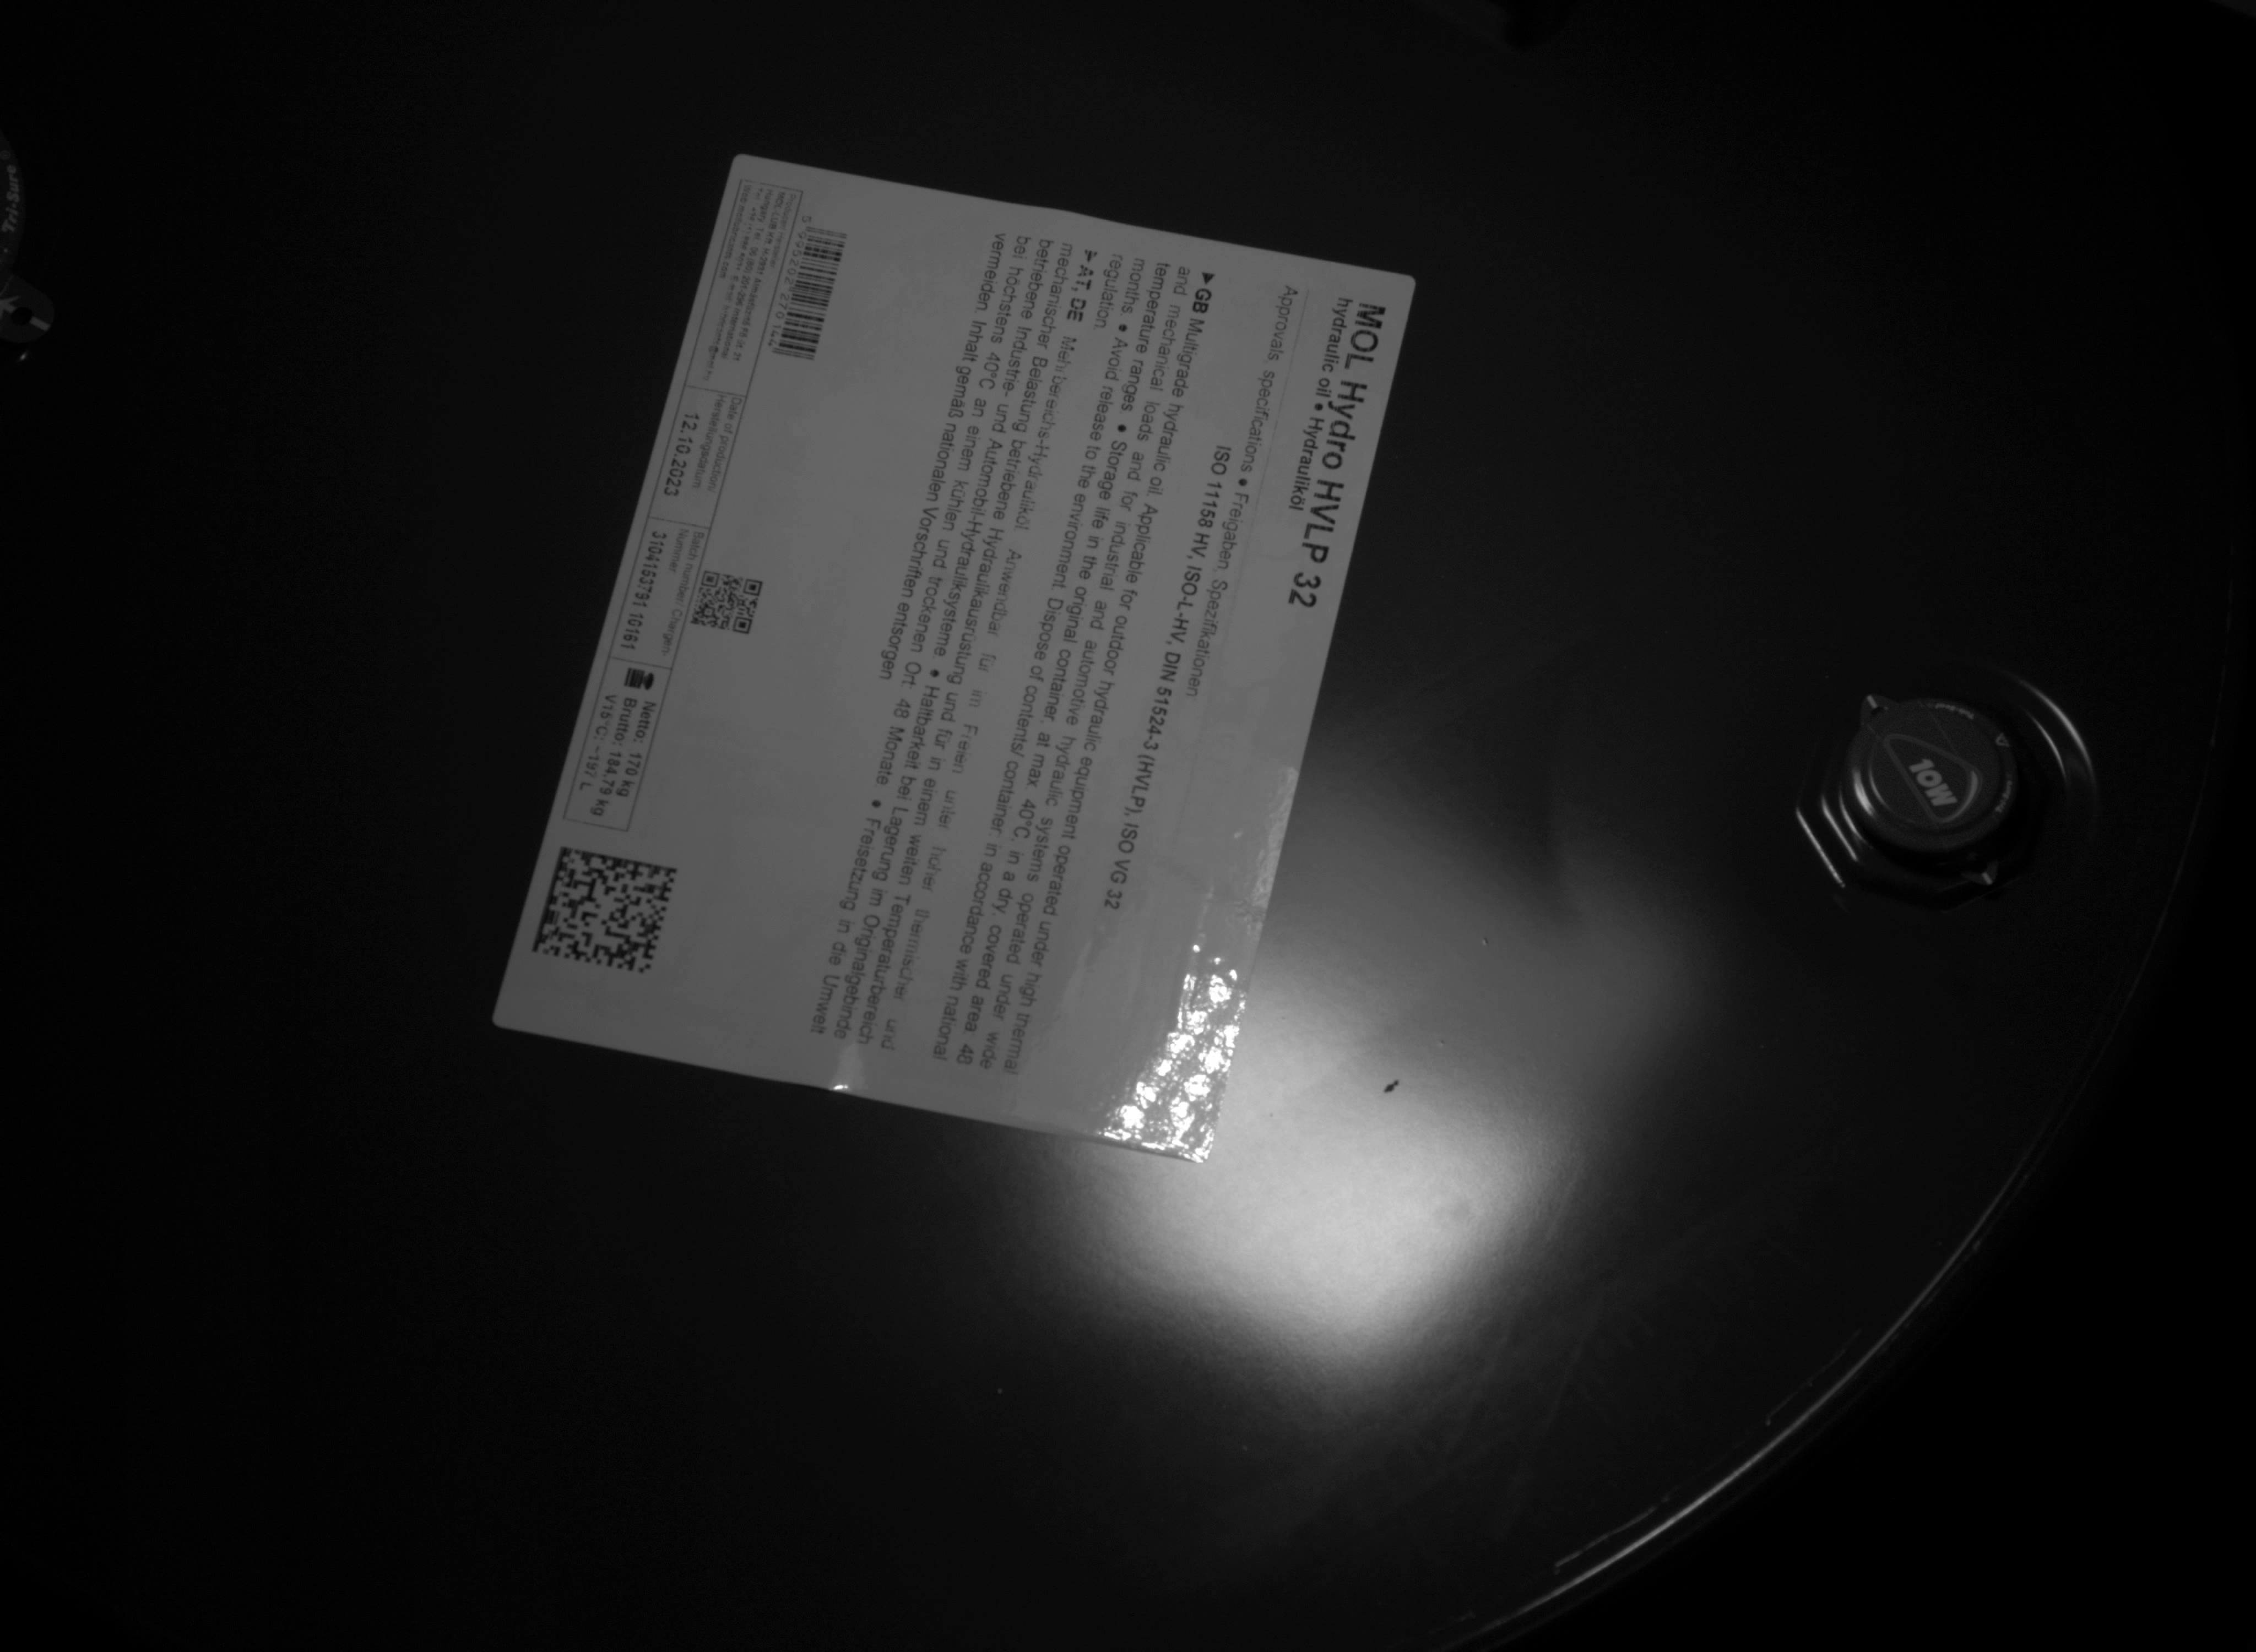 MOL Hydro HVLP 32
hydraulic oil • Hydrauliköl
Approvals, specifications • Freigaben, Spezifikationen
ISO 11158 HV, ISO-L-HV, DIN 51524-3 (HVLP), ISO VG 32
►GB Multigrade hydraulic oil. Applicable for outdoor hydraulic equipment operated under high thermal
and mechanical loads and for industrial and automotive hydraulic systems operated under wide
temperature ranges. • Storage life in the original container, at max. 40°C, in a dry, covered area: 48
months. • Avoid release to the environment. Dispose of contents/ container: in accordance with national
regulation.
►AT, DE Mehrbereichs-Hydrauliköl. Anwendbar für im Freien unter hoher thermischer und
mechanischer Belastung betriebene Hydraulikausrüstung und für in einem weiten Temperaturbereich
betriebene Industrie- und Automobil-Hydrauliksysteme. • Haltbarkeit bei Lagerung im Originalgebinde
bei höchstens 40°C an einem kühlen und trockenen Ort: 48 Monate. • Freisetzung in die Umwelt
vermeiden. Inhalt gemäß nationalen Vorschriften entsorgen.
5 270144
Date of production/
Herstellungsdatum:
12.10.2023
Batch number/ Chargen-
Nummer:
310416379110161
Netto: 170 kg
Brutto: 184,79 kg
V15°C: ~197 L
MOL
Tri-Sure